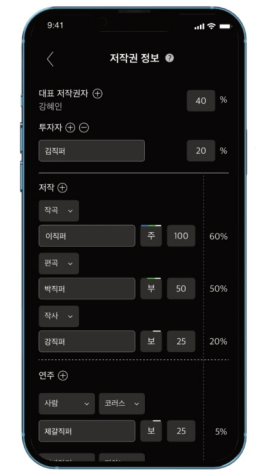 9:41
저작권 정보 ?
대표 저작권자
강혜인
40 %
투자자
김직퍼 20 %
저작
작곡
이직퍼 주 100 60%
편곡
박직퍼 부 50 50%
작사
강직퍼 보 25 20%
연주
사람 코러스
제갈직퍼 보 25 5%